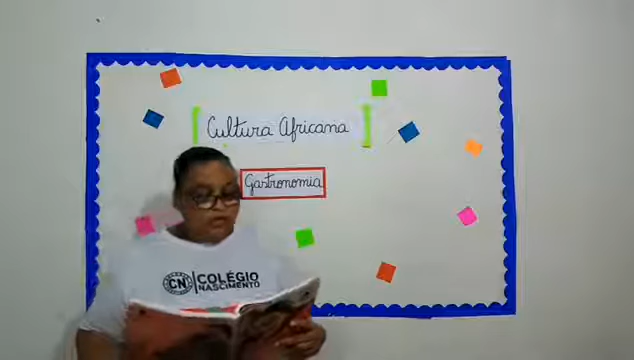 Cultura Africana
Gastronomia
CN
COLÉGIO
NASCIMENTO